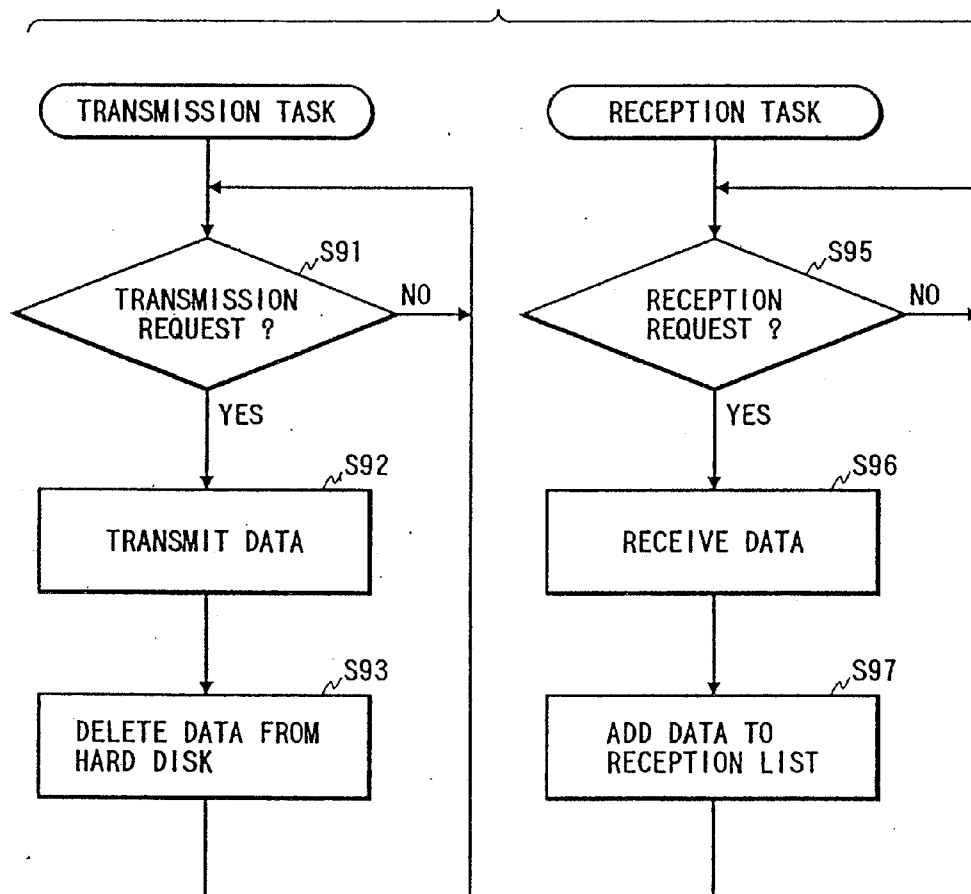 TRANSMISSION TASK
S91
TRANSMISSION
REQUEST ?
NO
YES
S92
TRANSMIT DATA
S93
DELETE DATA FROM
HARD DISK
RECEPTION TASK
S95
RECEPTION
REQUEST ?
NO
YES
S96
RECEIVE DATA
S97
ADD DATA TO
RECEPTION LIST